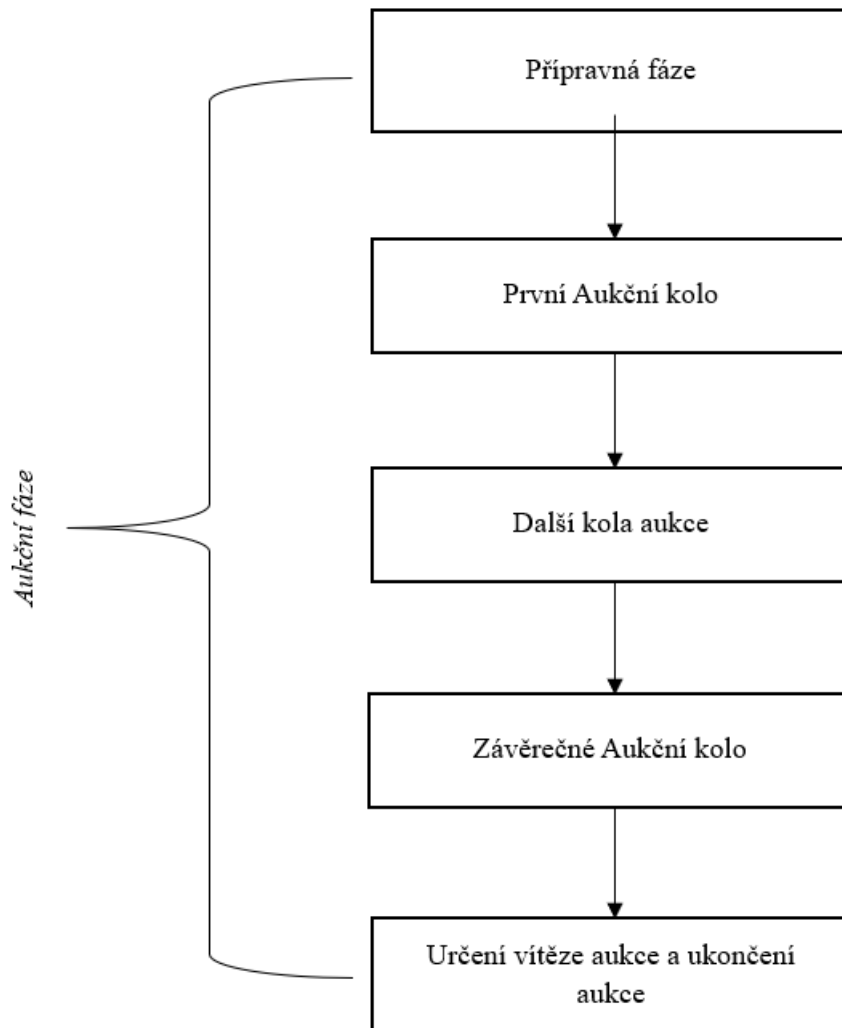 Přípravná fáze
První Aukční kolo
Další kola aukce
Aukční fáze
Závěrečné Aukční kolo
Určení vítěze aukce a ukončení
aukce